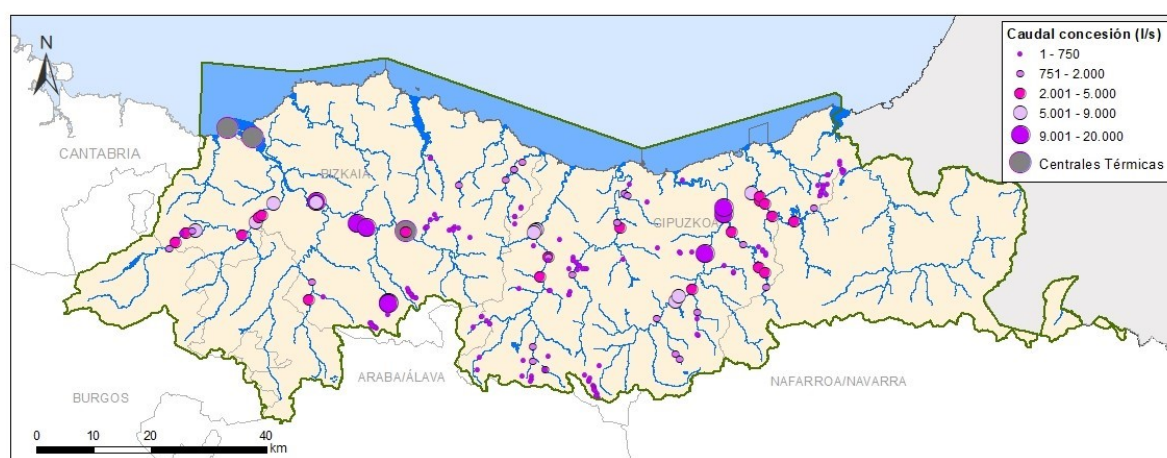 N
CANTABRIA
BIZKAIA
GIPUZKOA
ARABA/ÁLAVA
NAFARROA/NAVARRA
BURGOS
0 10 20 40
km
Caudal concesión (l/s)
1 - 750
751 - 2.000
2.001 - 5.000
5.001 - 9.000
9.001 - 20.000
Centrales Térmicas